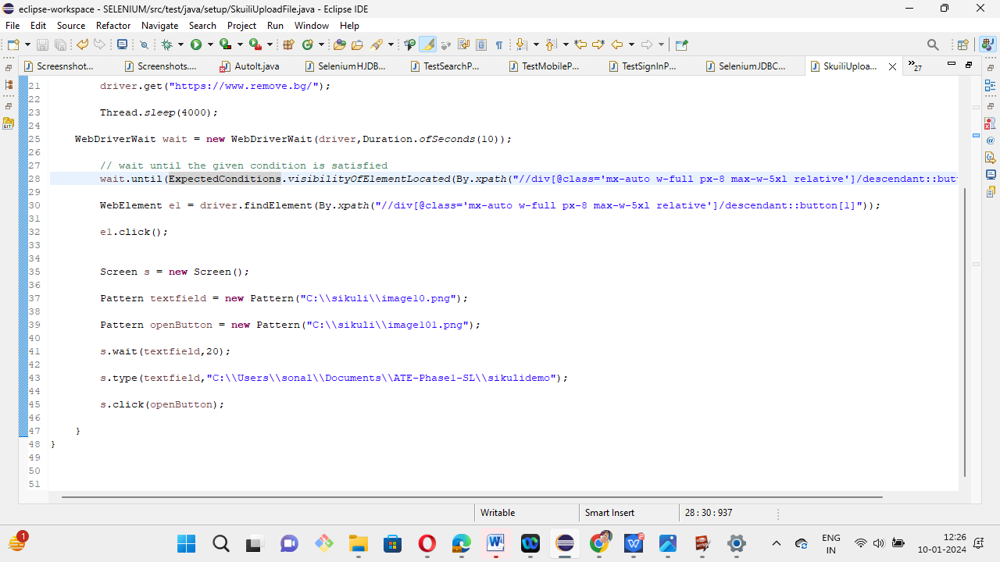 eclipse-workspace - SELENIUM/src/test/java/setup/SkuiliUploadFile.java - Eclipse IDE
File Edit Source Refactor Navigate Search Project Run Window Help
Screesnshot... Screenshots.... AutoIt.java SeleniumHJDB... TestSearchP... TestMobileP... TestSignInP... SeleniumJDBC... SkuiliUploa... »27
21 driver.get("https://www.remove.bg/");
22
23 Thread.sleep(4000);
24
25 WebDriverWait wait = new WebDriverWait(driver,Duration.ofSeconds(10));
26
27 // wait until the given condition is satisfied
28 wait.until(ExpectedConditions.visibilityOfElementLocated(By.xpath("//div[@class='mx-auto w-full px-8 max-w-5xl relative']/descendant::but
29
30 WebElement e1 = driver.findElement(By.xpath("//div[@class='mx-auto w-full px-8 max-w-5xl relative']/descendant::button[1]"));
31
32 e1.click();
33
34
35 Screen s = new Screen();
36
37 Pattern textfield = new Pattern("C:\\sikuli\\image10.png");
38
39 Pattern openButton = new Pattern("C:\\sikuli\\image101.png");
40
41 s.wait(textfield,20);
42
43 s.type(textfield,"C:\\Users\\sonal\\Documents\\ATE-Phase1-SL\\sikulidemo");
44
45 s.click(openButton);
46
47 }
48 }
49
50
51
Writable Smart Insert 28 : 30 : 937
1 ENG IN 12:26 10-01-2024